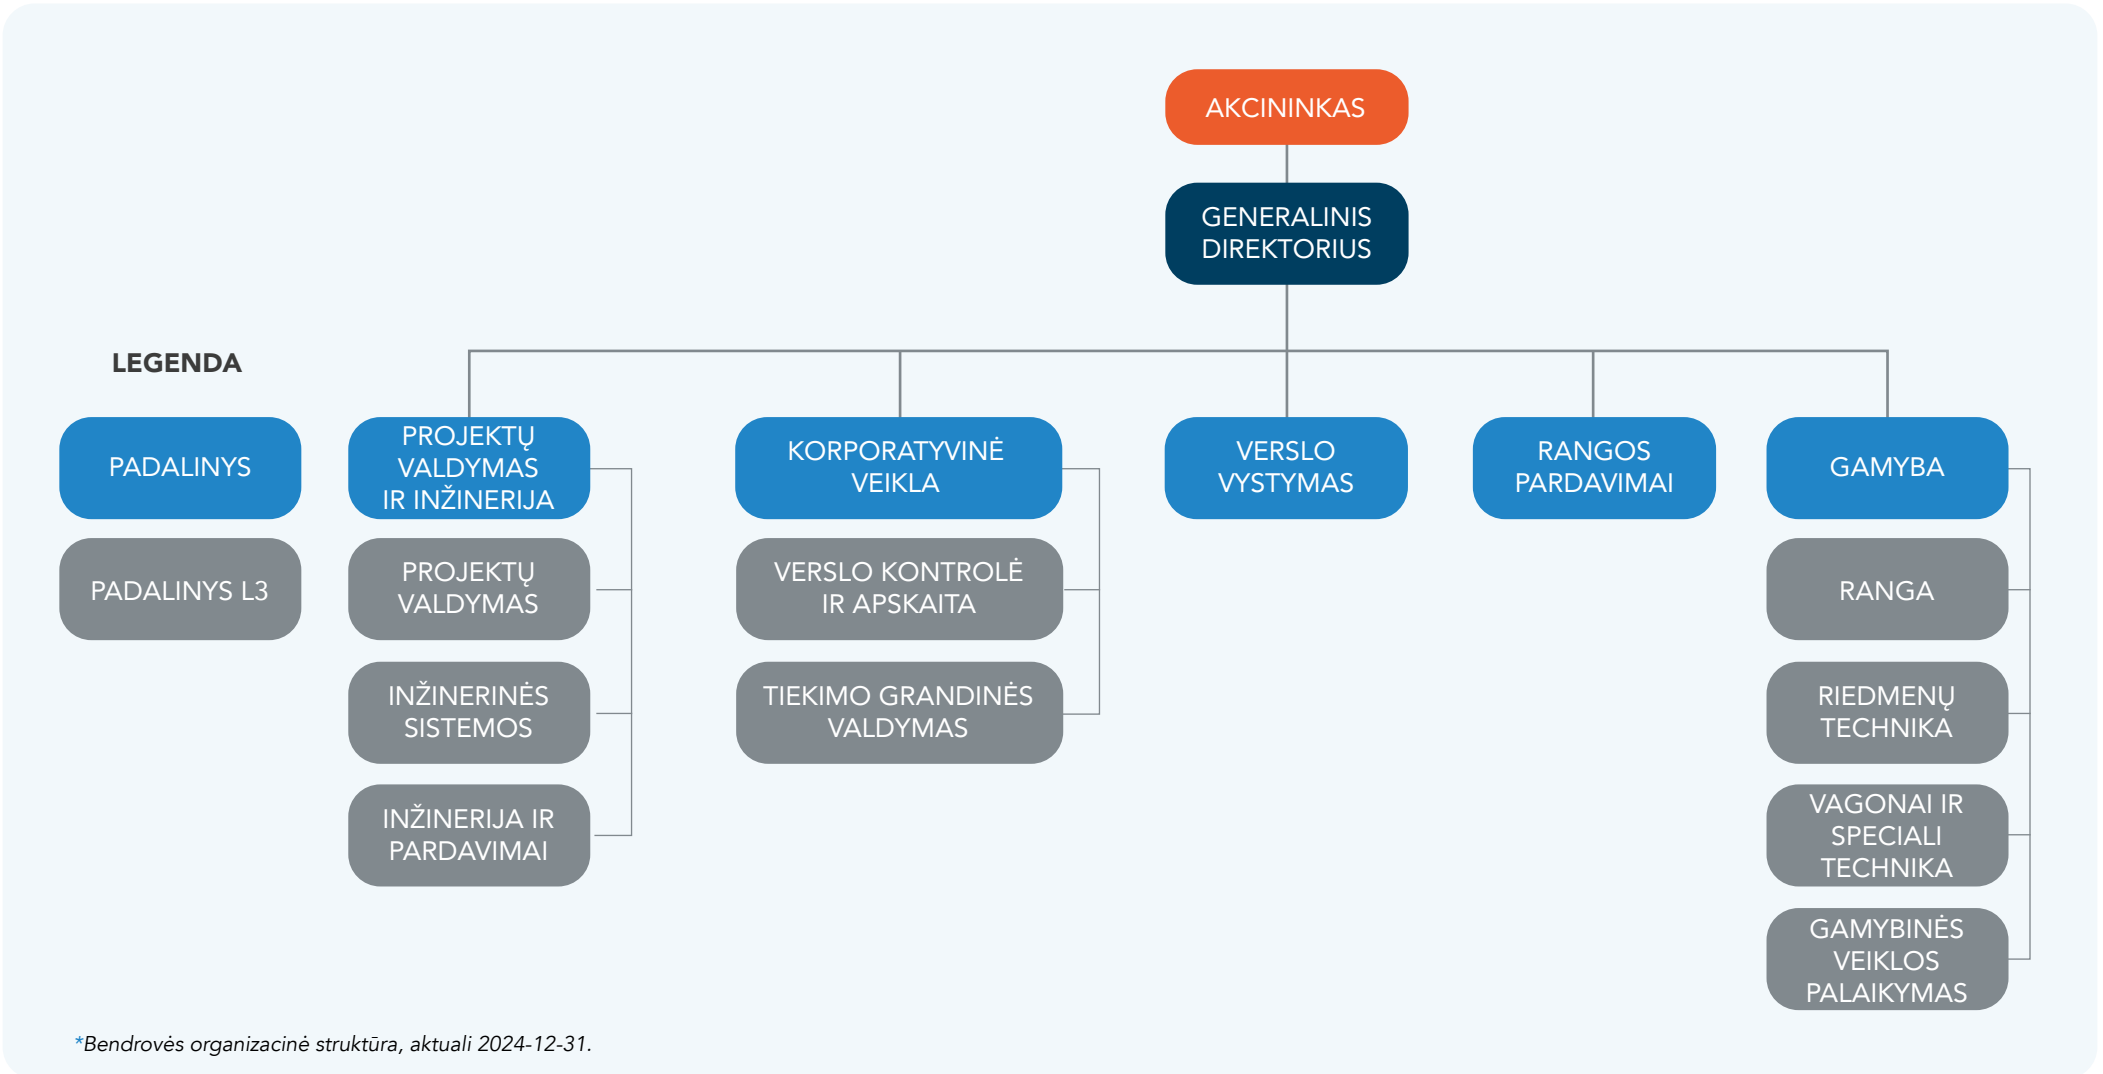 AKCININKAS
GENERALINIS
DIREKTORIUS
LEGENDA
PADALINYS
PADALINYS L3
PROJEKTŲ
VALDYMAS
IR INŽINERIJA
PROJEKTŲ
VALDYMAS
INŽINERINĖS
SISTEMOS
INŽINERIJA IR
PARDAVIMAI
KORPORATYVINĖ
VEIKLA
VERSLO KONTROLĖ
IR APSKAITA
TIEKIMO GRANDINĖS
VALDYMAS
VERSLO
VYSTYMAS
RANGOS
PARDAVIMAI
GAMYBA
RANGA
RIEDMENŲ
TECHNIKA
VAGONAI IR
SPECIALI
TECHNIKA
GAMYBINĖS
VEIKLOS
PALAIKYMAS
*Bendrovės organizacinė struktūra, aktuali 2024-12-31.